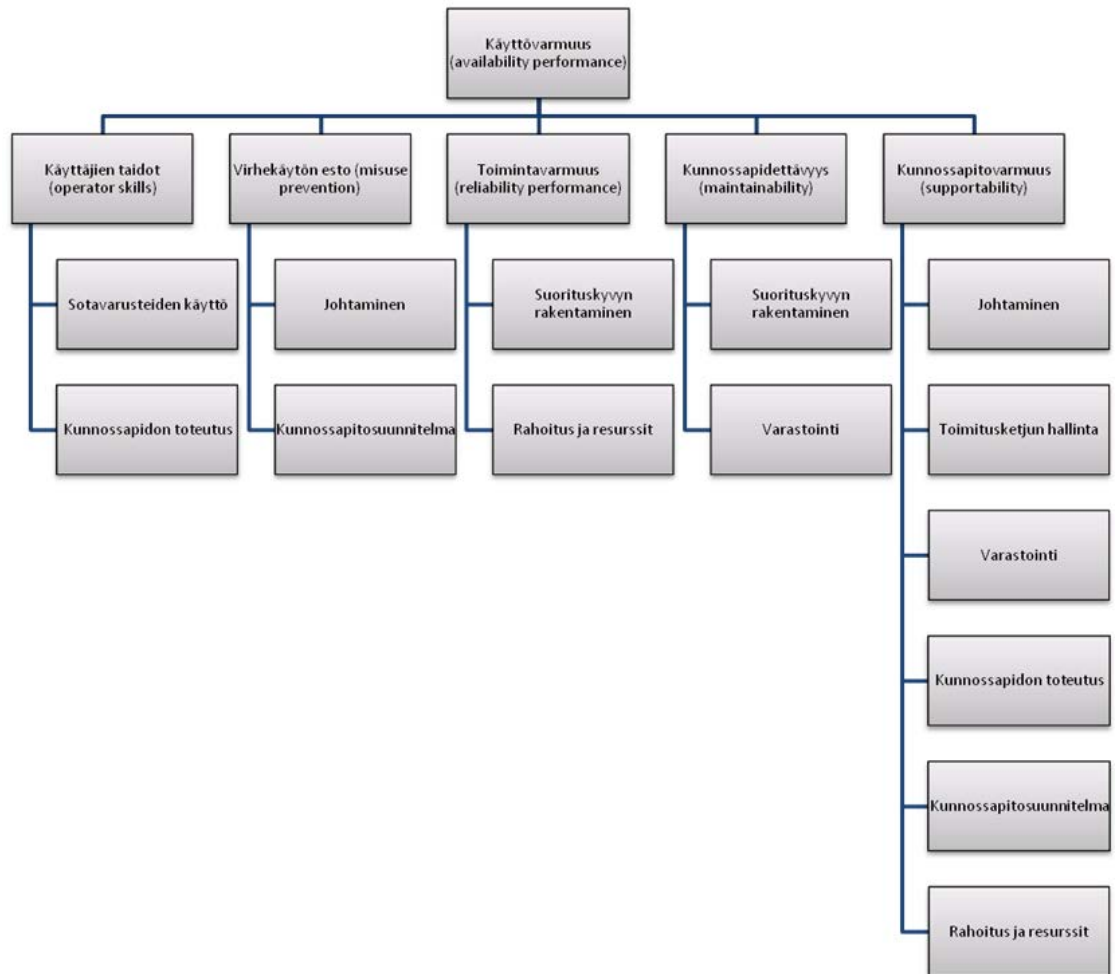 Käyttövarmuus
(availability performance)
Käyttäjien taidot
(operator skills)
Virhekäytön esto (misuse
prevention)
Toimintavarmuus
(reliability performance)
Kunnossapidettävyys
(maintainability)
Kunnossapitovarmuus
(supportability)
Sotavarusteiden käyttö
Johtaminen
Suorituskyvyn
rakentaminen
Suorituskyvyn
rakentaminen
Johtaminen
Kunnossapidon toteutus
Kunnossapitosuunnitelma
Rahoitus ja resurssit
Varastointi
Toimitusketjun hallinta
Varastointi
Kunnossapidon toteutus
Kunnossapitosuunnitelma
Rahoitus ja resurssit